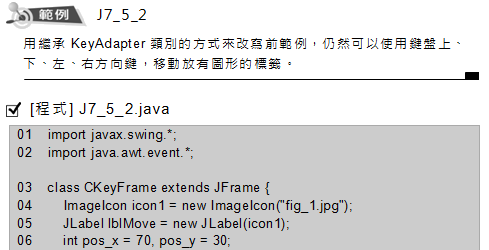 範例 J7_5_2
用繼承 KeyAdapter 類別的方式來改寫前範例，仍然可以使用鍵盤上、
下、左、右方向鍵，移動放有圖形的標籤。
[程式] J7_5_2.java
01 import javax.swing.*;
02 import java.awt.event.*;
03 class CKeyFrame extends JFrame {
04 ImageIcon icon1 = new ImageIcon("fig_1.jpg");
05 JLabel lblMove = new JLabel(icon1);
06 int pos_x = 70, pos_y = 30;